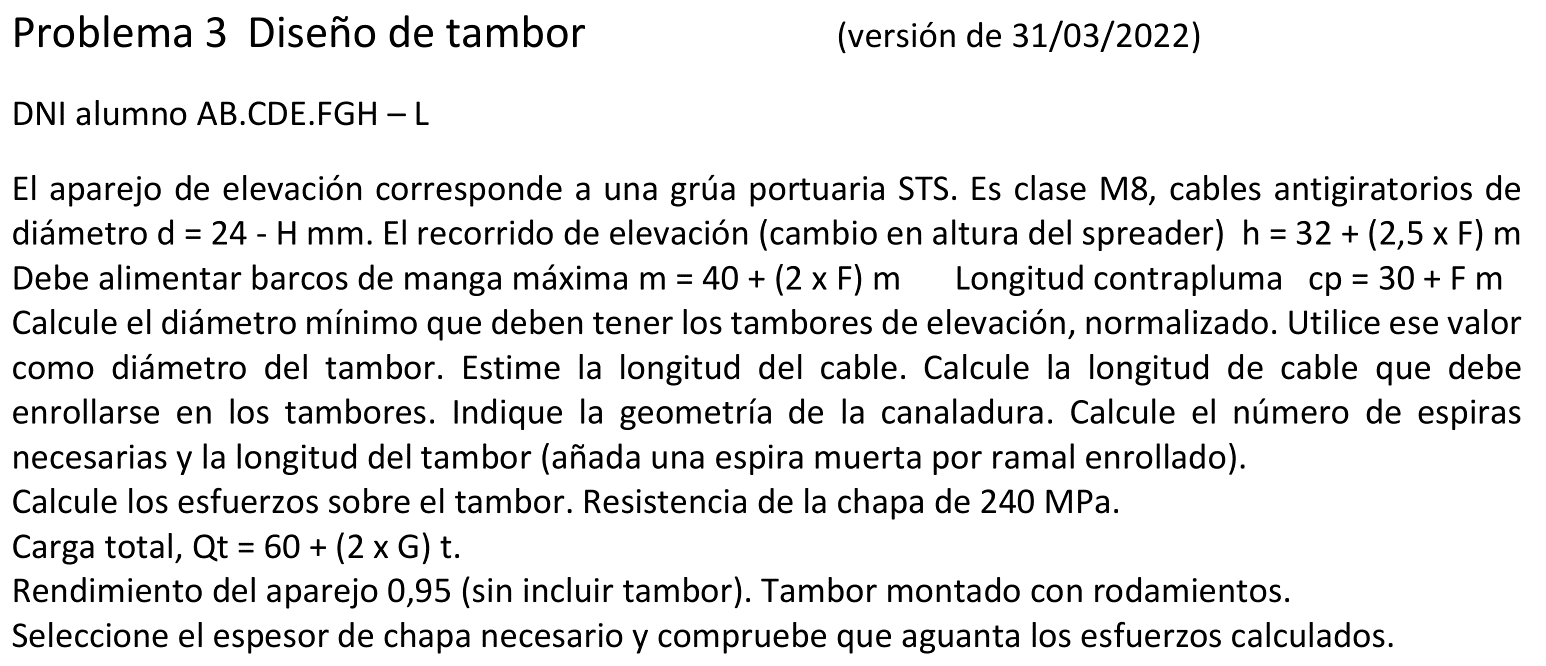 Problema 3 Diseño de tambor (versión de 31/03/2022)
DNI alumno AB.CDE.FGH – L
El aparejo de elevación corresponde a una grúa portuaria STS. Es clase M8, cables antigiratorios de
diámetro d = 24 - H mm. El recorrido de elevación (cambio en altura del spreader) h = 32 + (2,5 x F) m
Debe alimentar barcos de manga máxima m = 40 + (2 x F) m Longitud contrapluma cp = 30 + F m
Calcule el diámetro mínimo que deben tener los tambores de elevación, normalizado. Utilice ese valor
como diámetro del tambor. Estime la longitud del cable. Calcule la longitud de cable que debe
enrollarse en los tambores. Indique la geometría de la canaladura. Calcule el número de espiras
necesarias y la longitud del tambor (añada una espira muerta por ramal enrollado).
Calcule los esfuerzos sobre el tambor. Resistencia de la chapa de 240 MPa.
Carga total, Qt = 60 + (2 x G) t.
Rendimiento del aparejo 0,95 (sin incluir tambor). Tambor montado con rodamientos.
Seleccione el espesor de chapa necesario y compruebe que aguanta los esfuerzos calculados.